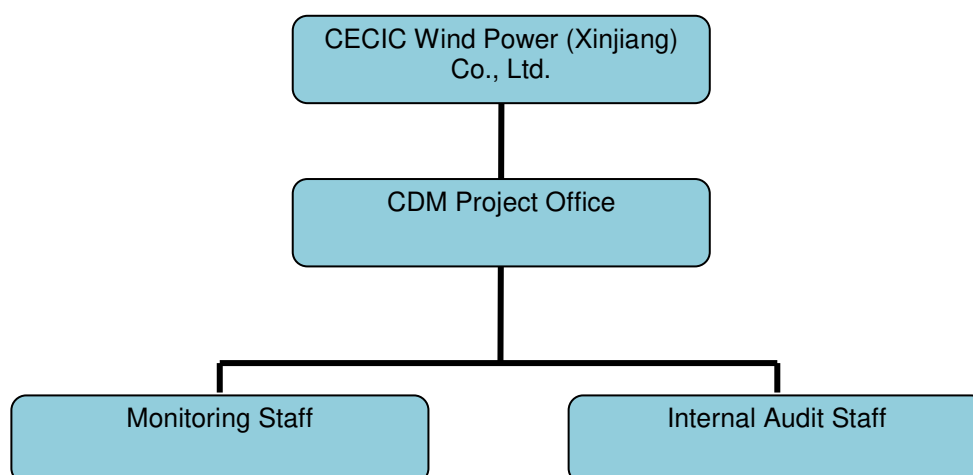 CECIC Wind Power (Xinjiang)
Co., Ltd.
CDM Project Office
Monitoring Staff
Internal Audit Staff